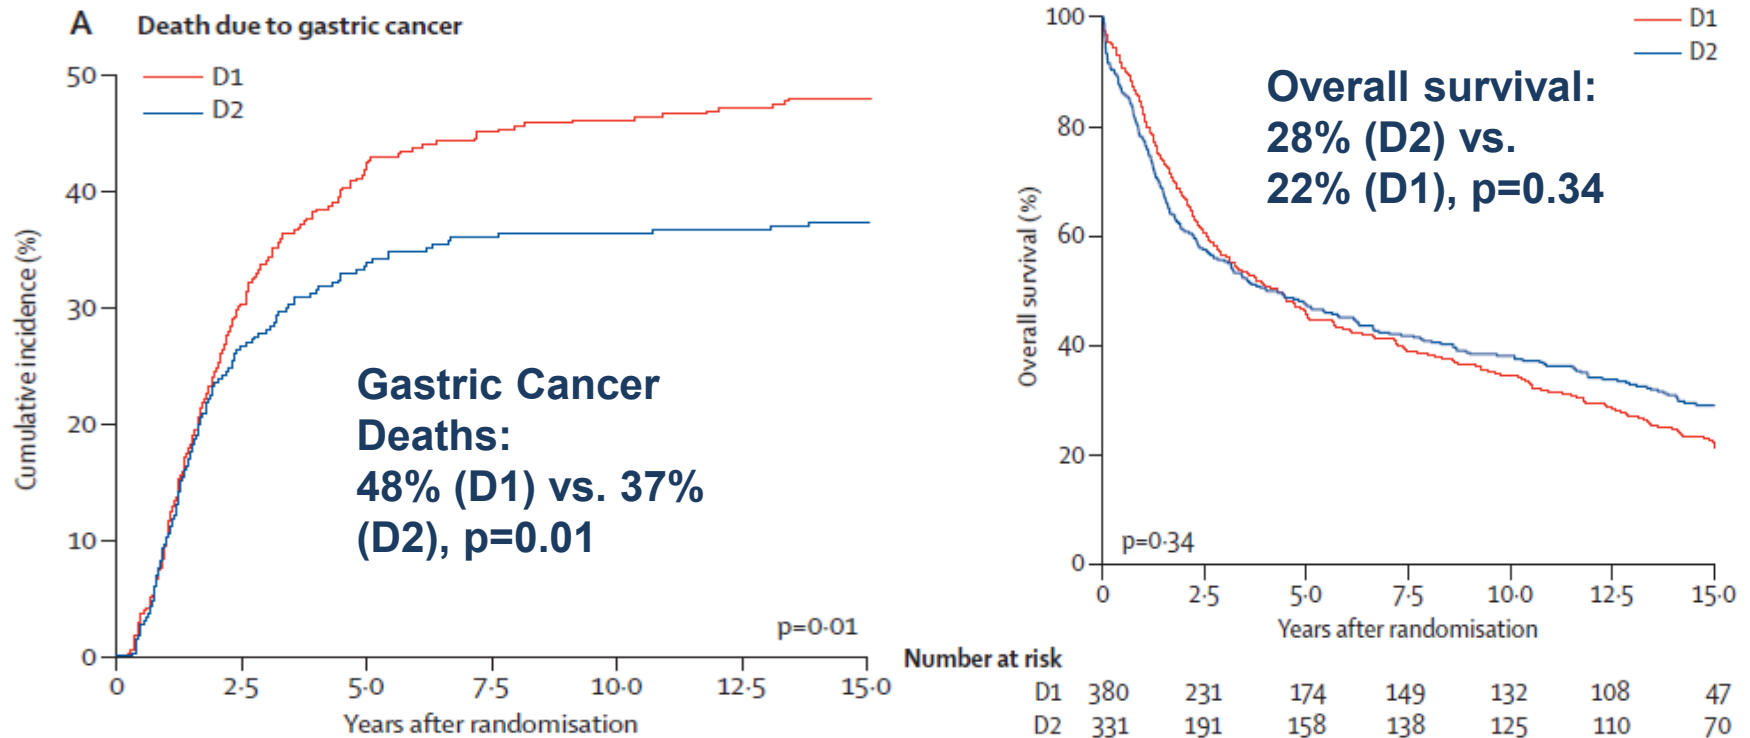 A Death due to gastric cancer
D1
D2
50
40
30
20
10
0
Cumulative incidence (%)
Gastric Cancer
Deaths:
48% (D1) vs. 37%
(D2), p=0.01
p=0·01
0 2·5 5·0 7·5 10·0 12·5 15·0
Years after randomisation
D1
D2
100
80
60
40
20
0
Overall survival (%)
Overall survival:
28% (D2) vs.
22% (D1), p=0.34
p=0·34
0 2·5 5·0 7·5 10·0 12·5 15·0
Years after randomisation
Number at risk
D1 380 231 174 149 132 108 47
D2 331 191 158 138 125 110 70